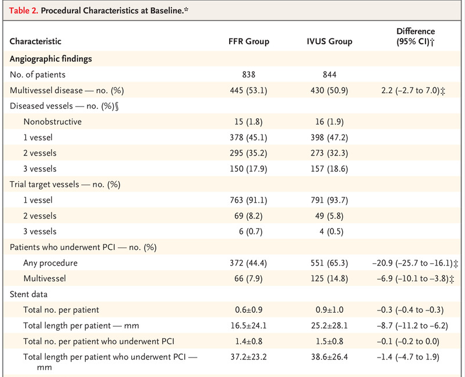 Table 2. Procedural Characteristics at Baseline.*
Characteristic FFR Group IVUS Group Difference (95% CI)†
Angiographic findings
No. of patients 838 844
Multivessel disease — no. (%) 445 (53.1) 430 (50.9) 2.2 (−2.7 to 7.0)‡
Diseased vessels — no. (%)§
Nonobstructive 15 (1.8) 16 (1.9)
1 vessel 378 (45.1) 398 (47.2)
2 vessels 295 (35.2) 273 (32.3)
3 vessels 150 (17.9) 157 (18.6)
Trial target vessels — no. (%)
1 vessel 763 (91.1) 791 (93.7)
2 vessels 69 (8.2) 49 (5.8)
3 vessels 6 (0.7) 4 (0.5)
Patients who underwent PCI — no. (%)
Any procedure 372 (44.4) 551 (65.3) −20.9 (−25.7 to −16.1)‡
Multivessel 66 (7.9) 125 (14.8) −6.9 (−10.1 to −3.8)‡
Stent data
Total no. per patient 0.6±0.9 0.9±1.0 −0.3 (−0.4 to −0.3)
Total length per patient — mm 16.5±24.1 25.2±28.1 −8.7 (−11.2 to −6.2)
Total no. per patient who underwent PCI 1.4±0.8 1.5±0.8 −0.1 (−0.2 to 0.0)
Total length per patient who underwent PCI — 37.2±23.2 38.6±26.4 −1.4 (−4.7 to 1.9)
mm